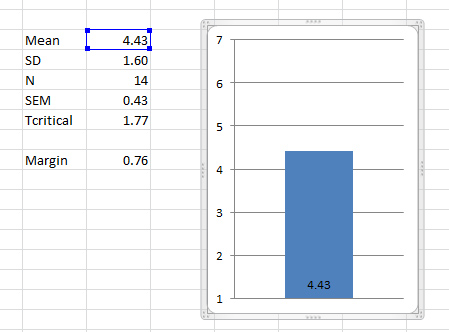 Mean 4.43
SD 1.60
N 14
SEM 0.43
Tcritical 1.77
Margin 0.76
7
6
5
4
3
2
1
4.43